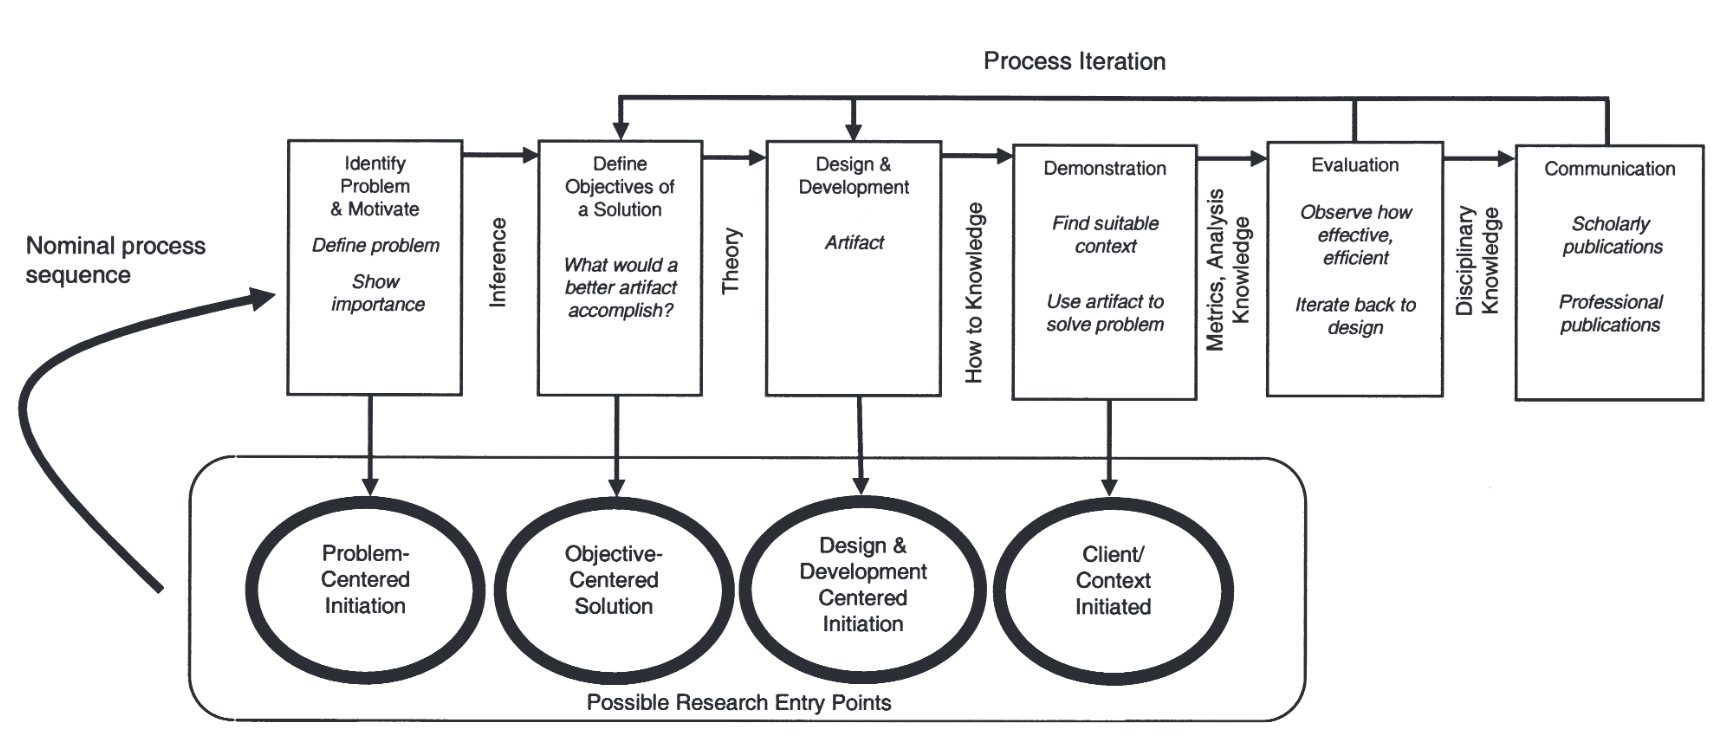 Process Iteration
Nominal process
sequence
Identify
Problem
& Motivate
Define problem
Show
importance
Inference
Define
Objectives of
a Solution
What would a
better artifact
accomplish?
Theory
Design &
Development
Artifact
How to Knowledge
Demonstration
Find suitable
context
Use artifact to
solve problem
Metrics, Analysis
Knowledge
Evaluation
Observe how
effective,
efficient
Iterate back to
design
Disciplinary
Knowledge
Communication
Scholarly
publications
Professional
publications
Problem-
Centered
Initiation
Objective-
Centered
Solution
Design &
Development
Centered
Initiation
Client/
Context
Initiated
Possible Research Entry Points